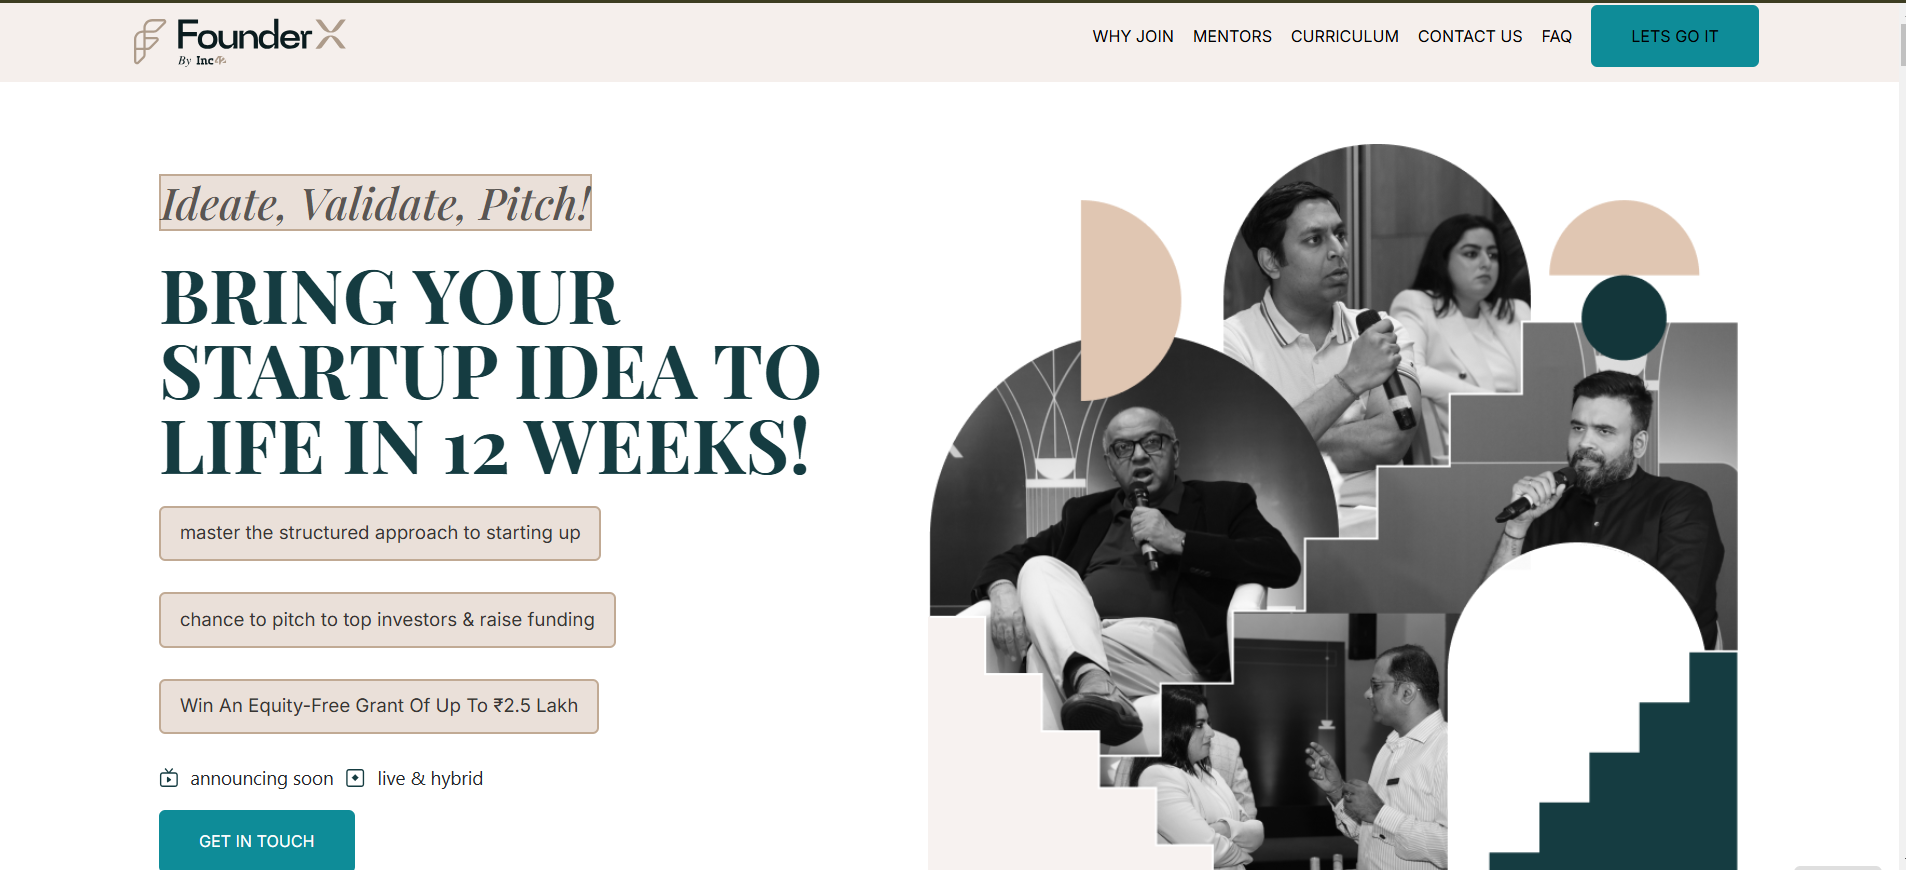 FounderX
By Inc42
WHY JOIN MENTORS CURRICULUM CONTACT US FAQ LETS GO IT
Ideate, Validate, Pitch!
BRING YOUR
STARTUP IDEA TO
LIFE IN 12 WEEKS!
master the structured approach to starting up
chance to pitch to top investors & raise funding
Win An Equity-Free Grant Of Up To ₹2.5 Lakh
announcing soon live & hybrid
GET IN TOUCH